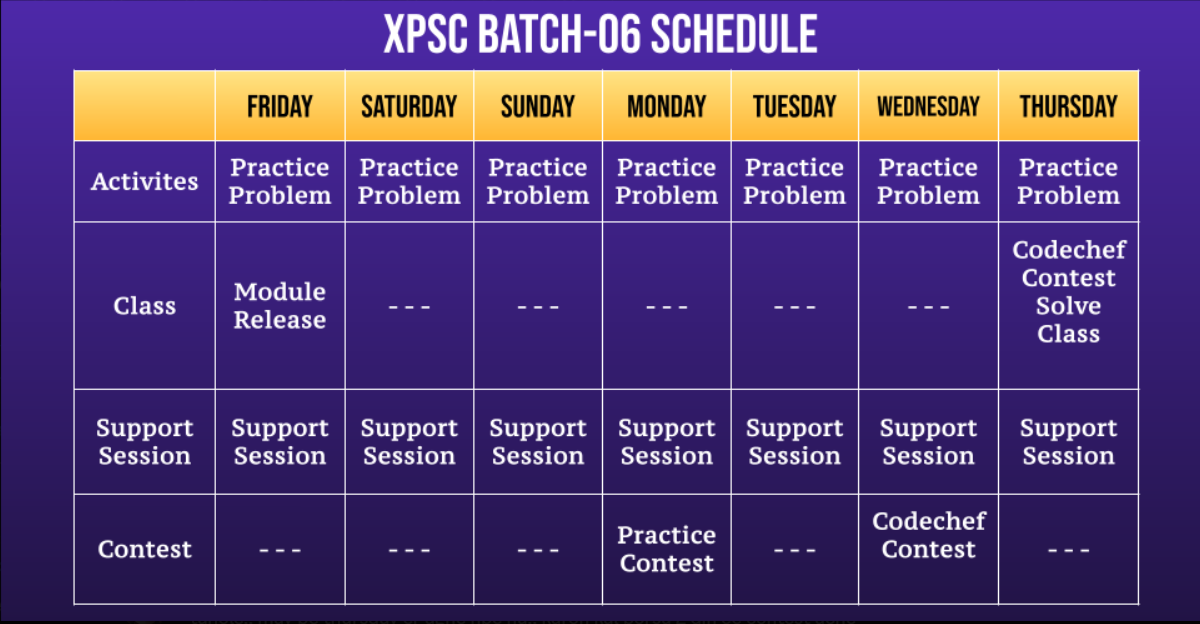 XPSC BATCH-06 SCHEDULE
FRIDAY SATURDAY SUNDAY MONDAY TUESDAY WEDNESDAY THURSDAY
Activites
Practice
Problem
Practice
Problem
Practice
Problem
Practice
Problem
Practice
Problem
Practice
Problem
Practice
Problem
Class
Module
Release
---
---
---
---
---
Codechef
Contest
Solve
Class
Support
Session
Support
Session
Support
Session
Support
Session
Support
Session
Support
Session
Support
Session
Support
Session
Contest
---
---
---
Practice
Contest
---
Codechef
Contest
---